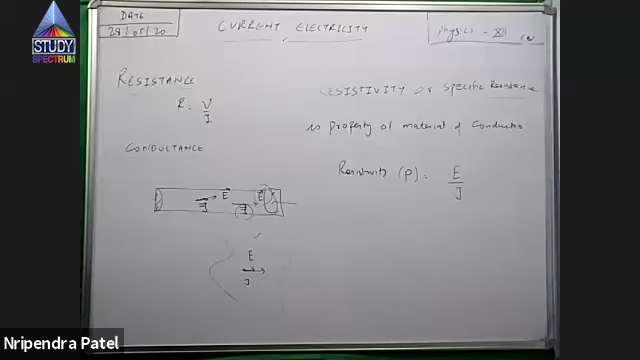 STUDY
SPECTRUM
DATE
29/05/20
CURRENT ELECTRICITY
Physics - XII
RESISTANCE
R = V/I
CONDUCTANCE
E
J
E
J
E
J
RESISTIVITY Or Specific Resistance
is property of material of Conductor
Resistivity (ρ) = E/J
Nripendra Patel